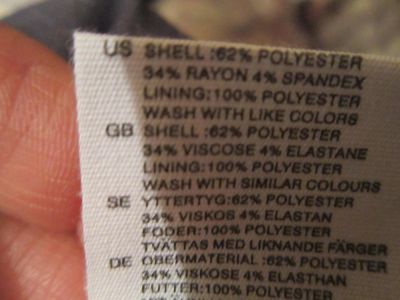 US SHELL :62% POLYESTER
34% RAYON 4% SPANDEX
LINING:100% POLYESTER
WASH WITH LIKE COLORS
GB SHELL :62% POLYESTER
34% VISCOSE 4% ELASTANE
LINING:100% POLYESTER
WASH WITH SIMILAR COLOURS
SE YTTERTYG:62% POLYESTER
34% VISKOS 4% ELASTAN
FODER:100% POLYESTER
TVÄTTAS MED LIKNANDE FÄRGER
DE OBERMATERIAL :62% POLYESTER
34% VISKOSE 4% ELASTHAN
FUTTER:100% POLYESTER